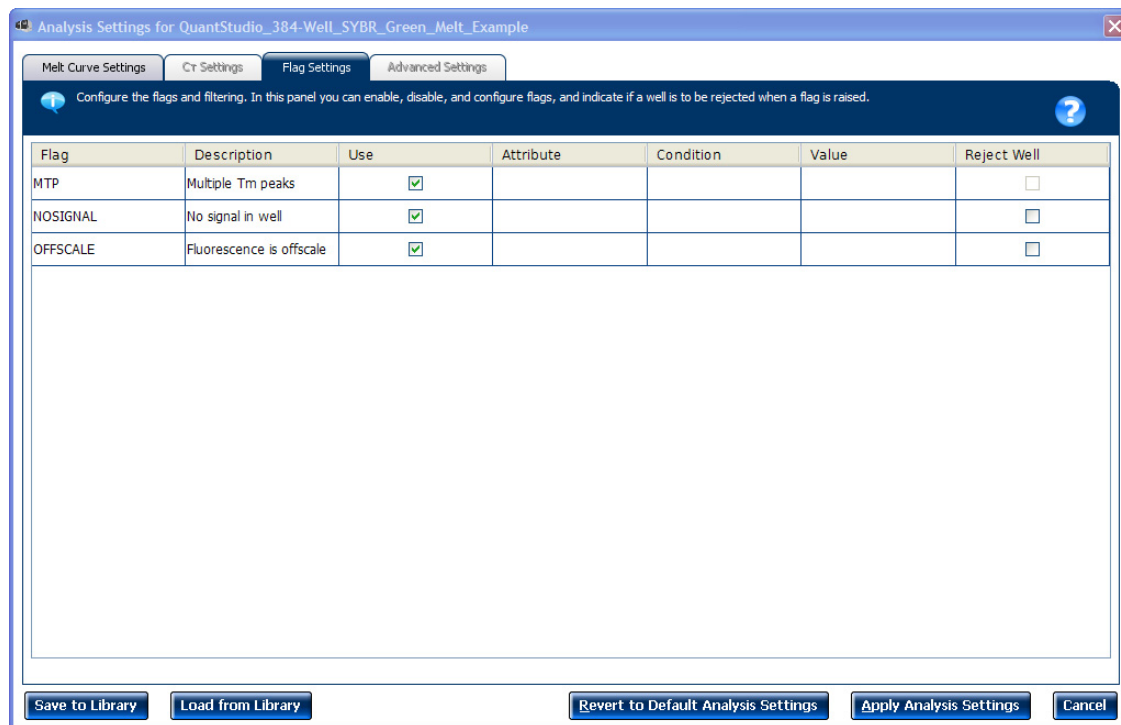 Analysis Settings for QuantStudio_384-Well_SYBR_Green_Melt_Example
Melt Curve Settings CT Settings Flag Settings Advanced Settings
Configure the flags and filtering. In this panel you can enable, disable, and configure flags, and indicate if a well is to be rejected when a flag is raised.
?
Flag Description Use Attribute Condition Value Reject Well
MTP Multiple Tm peaks
NOSIGNAL No signal in well
OFFSCALE Fluorescence is offscale
Save to Library Load from Library Revert to Default Analysis Settings Apply Analysis Settings Cancel